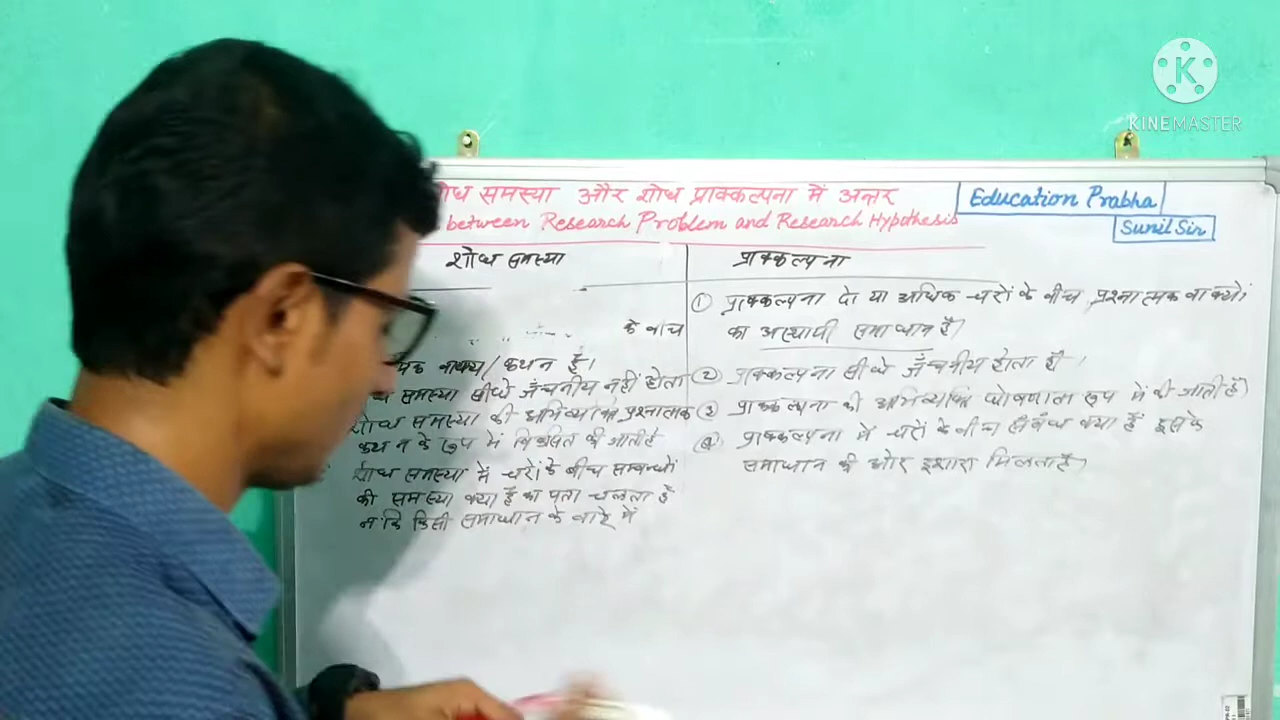 KINEMASTER
समस्या और शोध प्राक्कल्पना में अन्तर
Education Prabha
between Research Problem and Research Hypothesis
Sunil Sir
शोध समस्या
प्राक्कल्पना
के बीच
वाक्य/कथन है।
समस्या सीधे जँचनीय नहीं होता
शोध समस्या की अभिव्यक्ति प्रश्नात्मक
कथन के रूप में की जाती है
शोध समस्या में चरों के बीच सम्बन्धों
की समस्या क्या है का पता चलता है
न कि किसी समाधान के बारे में
① प्राक्कल्पना दो या अधिक चरों के बीच प्रश्नात्मक वाक्यों
का अस्थायी समाधान है।
② प्राक्कल्पना सीधे जँचनीय होता है।
③ प्राक्कल्पना की अभिव्यक्ति घोषणात्मक रूप में की जाती है।
④ प्राक्कल्पना में चरों के बीच संबंध क्या है इसके
समाधान की ओर इशारा मिलता है।